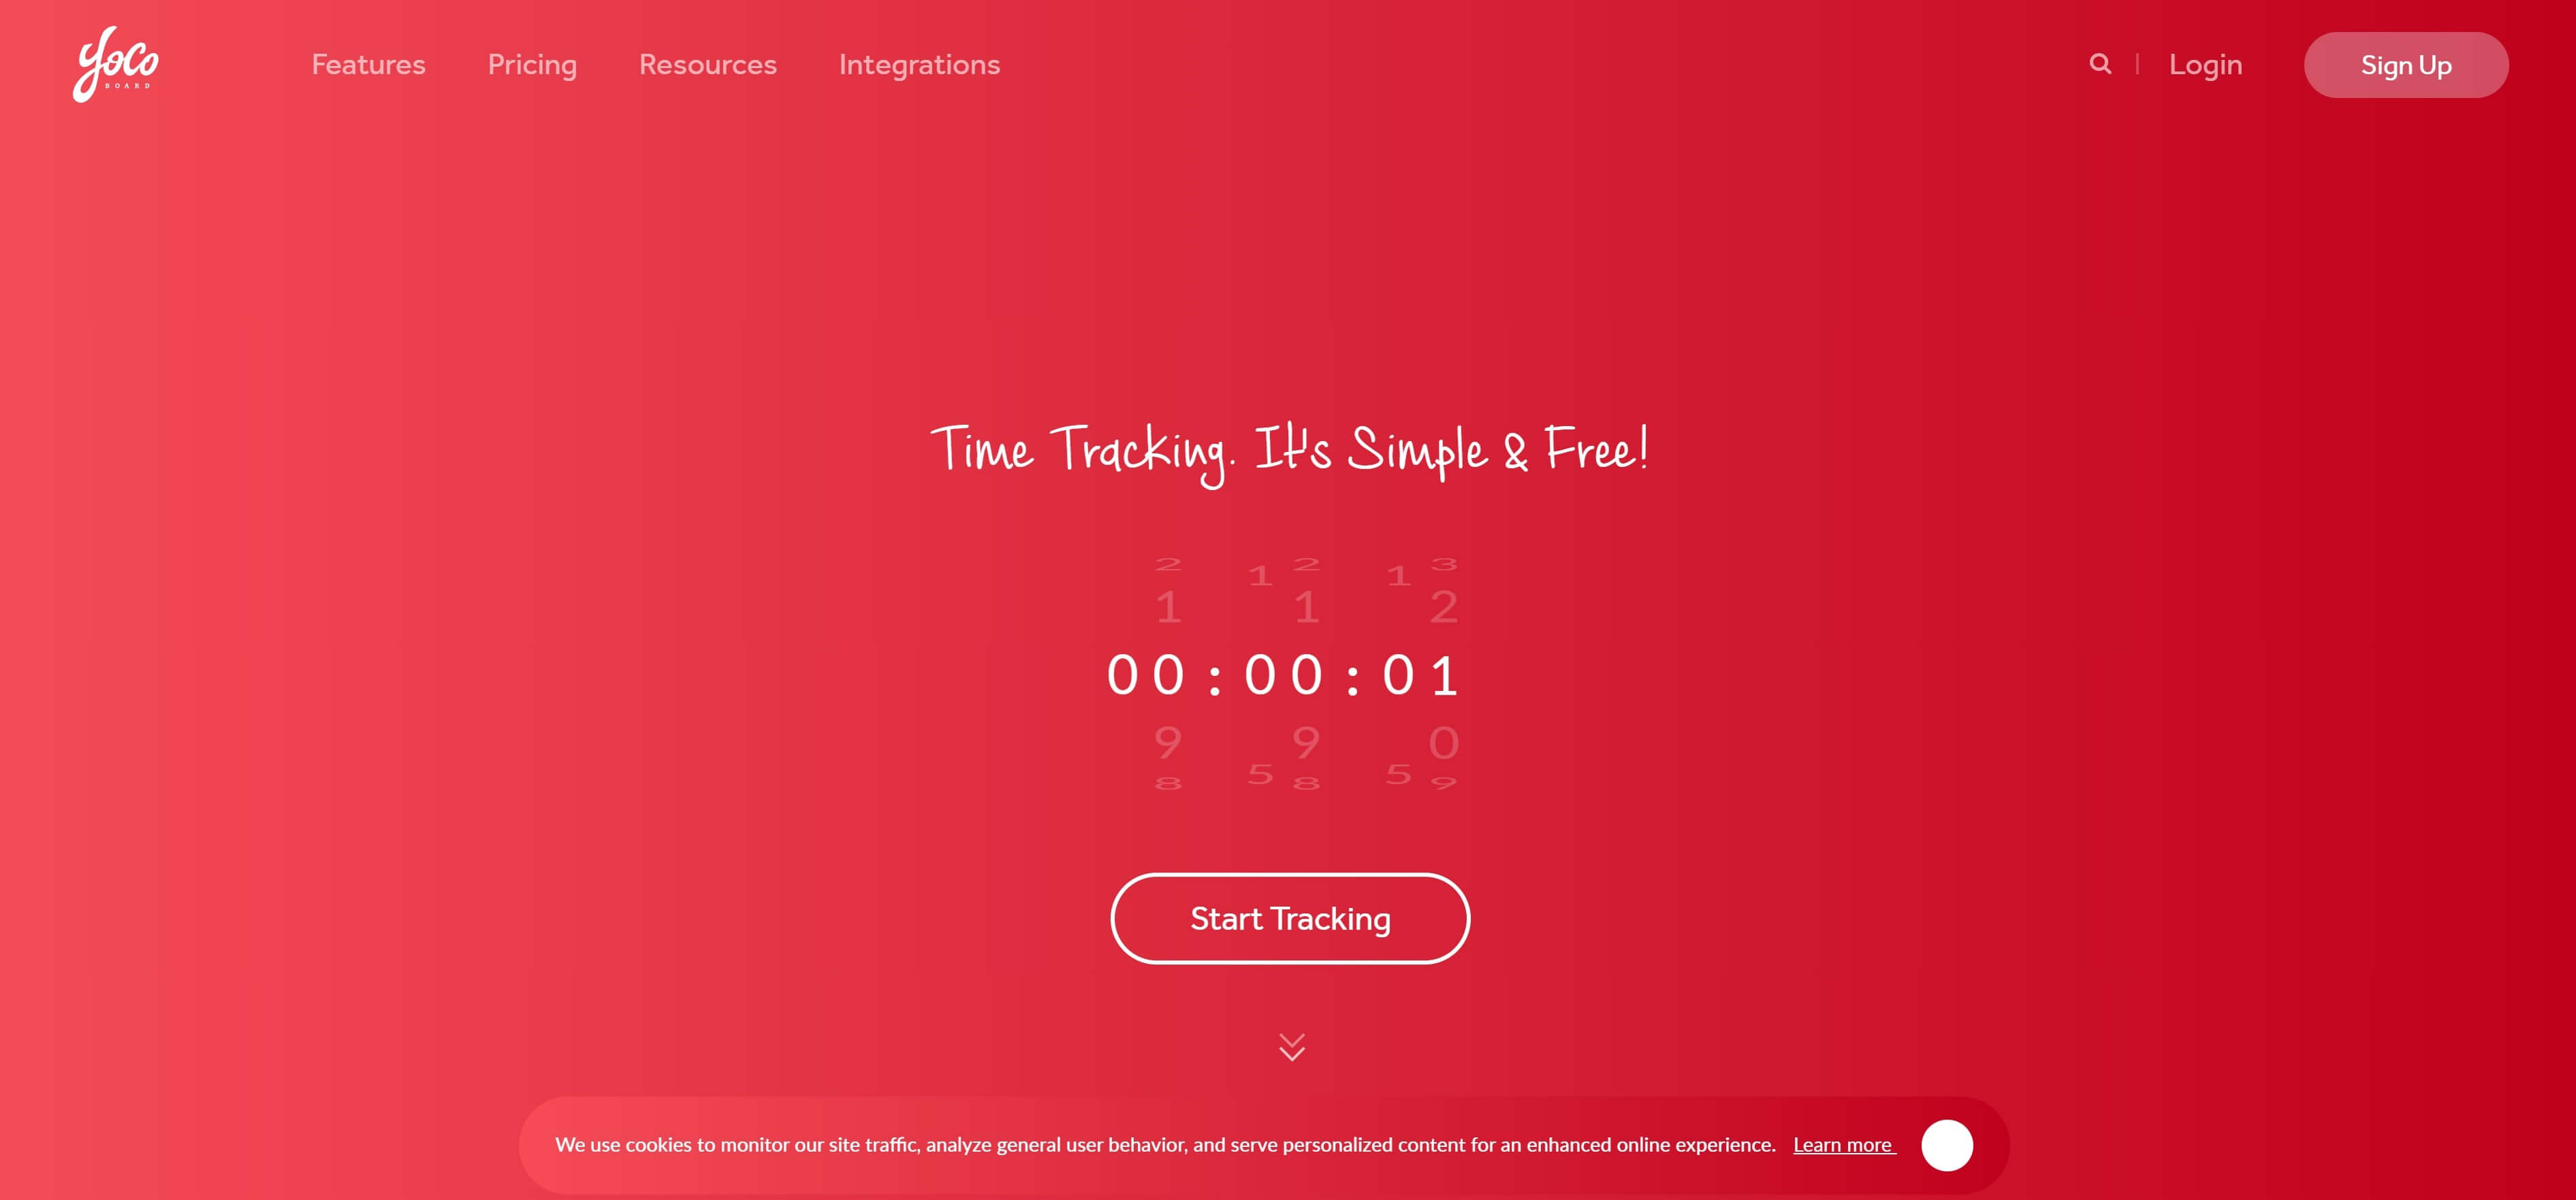 Yoco
BOARD
Features Pricing Resources Integrations
Login
Sign Up
Time Tracking. It's Simple & Free!
2 1 2 1 3
1 1 2
00:00:01
9 9 0
8 5 8 5 9
Start Tracking
We use cookies to monitor our site traffic, analyze general user behavior, and serve personalized content for an enhanced online experience. Learn more